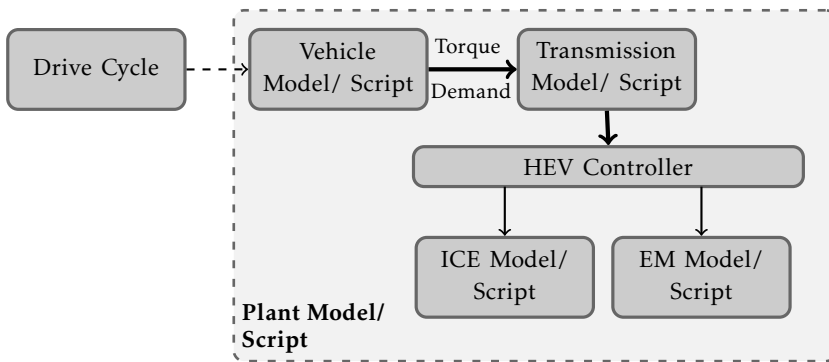 Drive Cycle
Vehicle
Model/ Script
Torque
Demand
Transmission
Model/ Script
HEV Controller
ICE Model/
Script
EM Model/
Script
Plant Model/
Script